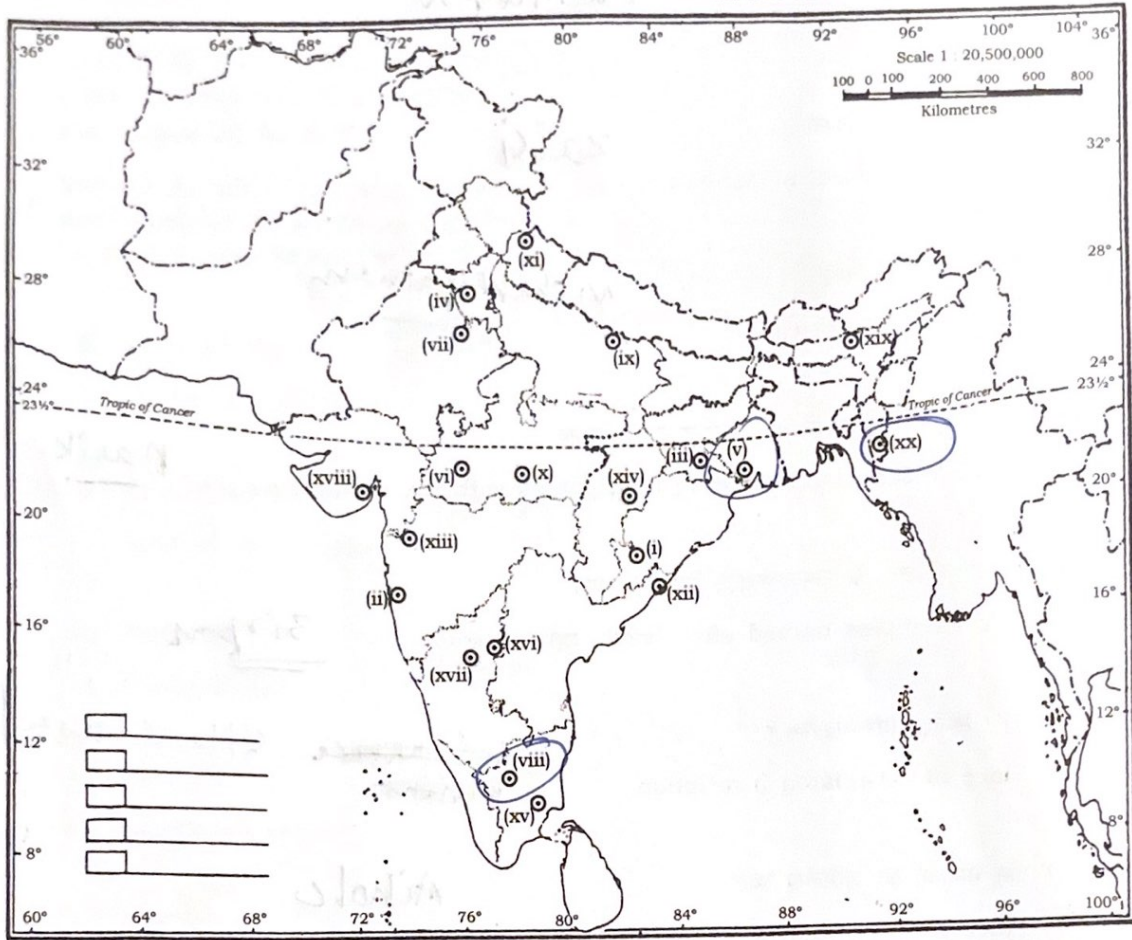 56° 60° 64° 68° 72° 76° 80° 84° 88° 92° 96° 100° 104°
36° 36°
Scale 1 : 20,500,000
100 0 100 200 400 600 800
Kilometres
32° 32°
28° 28°
24° 24°
23½° 23½°
Tropic of Cancer Tropic of Cancer
20° 20°
16° 16°
12° 12°
8° 8°
(xi)
(iv)
(vii)
(ix)
(xix)
(iii) (v) (xx)
(vi) (x)
(xviii) (xiv)
(xiii)
(i)
(ii) (xii)
(xvi)
(xvii)
(viii)
(xv)
60° 64° 68° 72° 76° 80° 84° 88° 92° 96° 100°